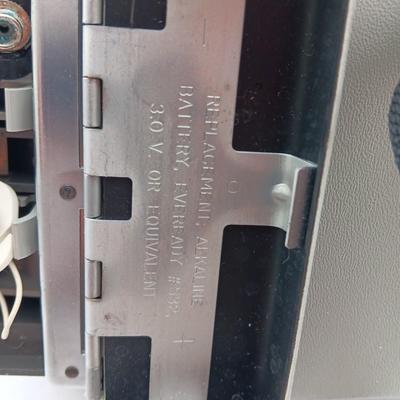 − REPLACEMENT: ALKALINE
BATTERY, EVEREADY #532, +
3.0 V. OR EQUIVALENT